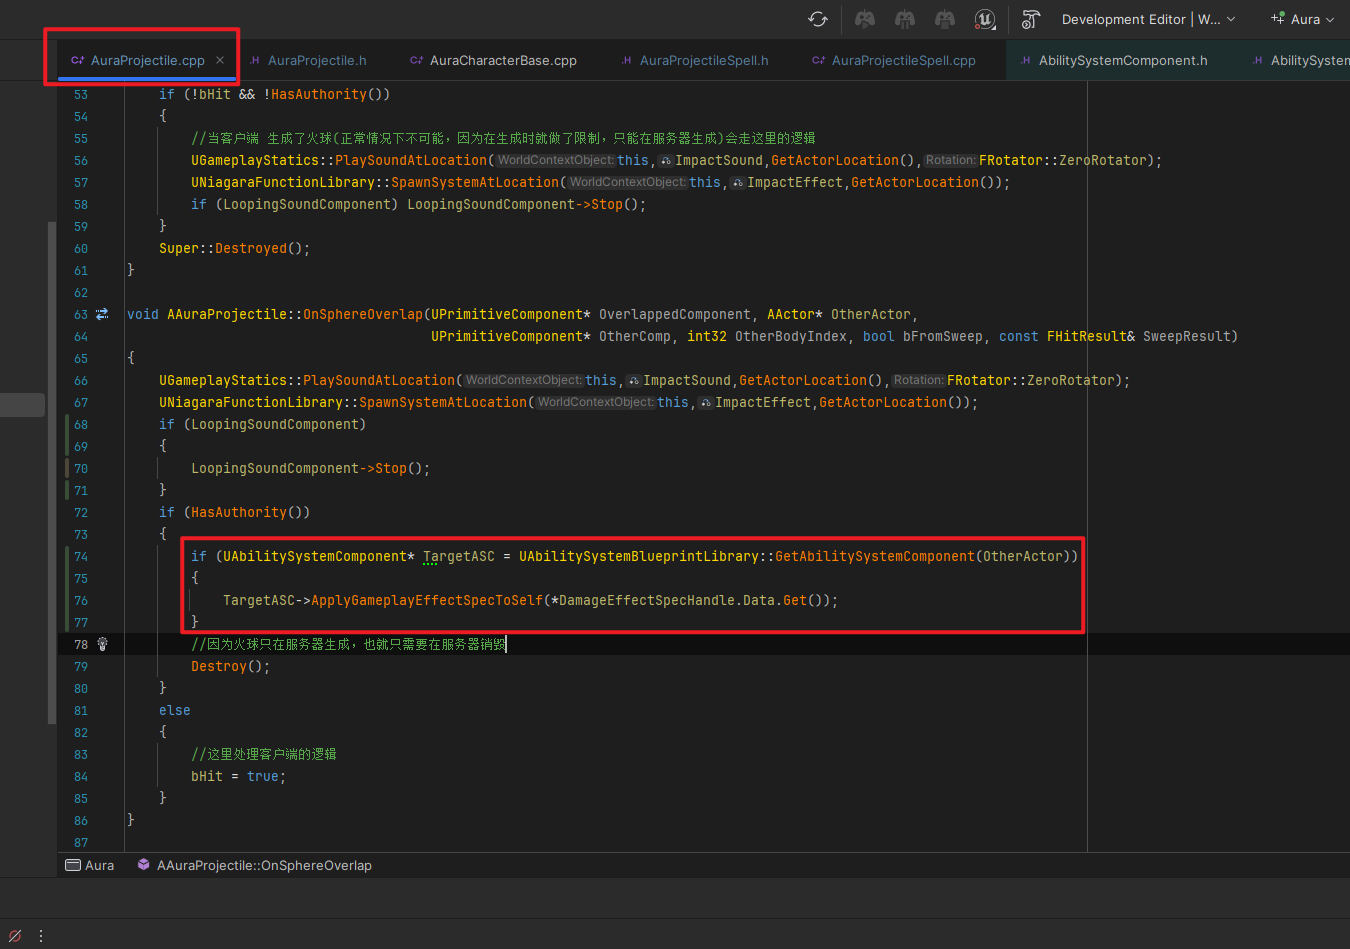 Development Editor | W...
Aura
AuraProjectile.cpp
AuraProjectile.h
AuraCharacterBase.cpp
AuraProjectileSpell.h
AuraProjectileSpell.cpp
AbilitySystemComponent.h
AbilitySystem
53 if (!bHit && !HasAuthority())
54 {
55 //当客户端 生成了火球(正常情况下不可能，因为在生成时就做了限制，只能在服务器生成)会走这里的逻辑
56 UGameplayStatics::PlaySoundAtLocation(WorldContextObject:this,ImpactSound,GetActorLocation(),Rotation:FRotator::ZeroRotator);
57 UNiagaraFunctionLibrary::SpawnSystemAtLocation(WorldContextObject:this,ImpactEffect,GetActorLocation());
58 if (LoopingSoundComponent) LoopingSoundComponent->Stop();
59 }
60 Super::Destroyed();
61 }
62
63 void AAuraProjectile::OnSphereOverlap(UPrimitiveComponent* OverlappedComponent, AActor* OtherActor,
64 UPrimitiveComponent* OtherComp, int32 OtherBodyIndex, bool bFromSweep, const FHitResult& SweepResult)
65 {
66 UGameplayStatics::PlaySoundAtLocation(WorldContextObject:this,ImpactSound,GetActorLocation(),Rotation:FRotator::ZeroRotator);
67 UNiagaraFunctionLibrary::SpawnSystemAtLocation(WorldContextObject:this,ImpactEffect,GetActorLocation());
68 if (LoopingSoundComponent)
69 {
70 LoopingSoundComponent->Stop();
71 }
72 if (HasAuthority())
73 {
74 if (UAbilitySystemComponent* TargetASC = UAbilitySystemBlueprintLibrary::GetAbilitySystemComponent(OtherActor))
75 {
76 TargetASC->ApplyGameplayEffectSpecToSelf(*DamageEffectSpecHandle.Data.Get());
77 }
78 //因为火球只在服务器生成，也就只需要在服务器销毁
79 Destroy();
80 }
81 else
82 {
83 //这里处理客户端的逻辑
84 bHit = true;
85 }
86 }
87
Aura
AAuraProjectile::OnSphereOverlap